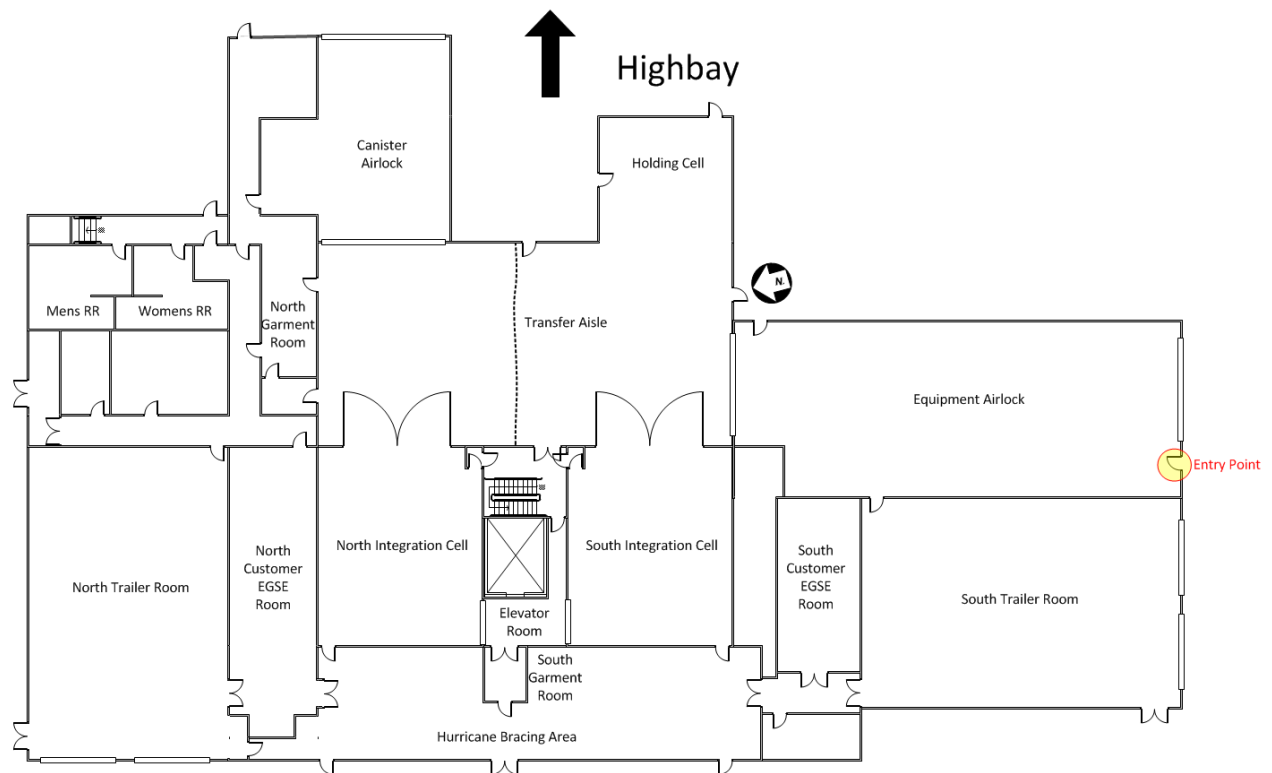 Highbay
Canister
Airlock
Holding Cell
N.
Mens RR
Womens RR
North
Garment
Room
Transfer Aisle
Equipment Airlock
Entry Point
North Trailer Room
North
Customer
EGSE
Room
North Integration Cell
South Integration Cell
South
Customer
EGSE
Room
South Trailer Room
Elevator
Room
South
Garment
Room
Hurricane Bracing Area